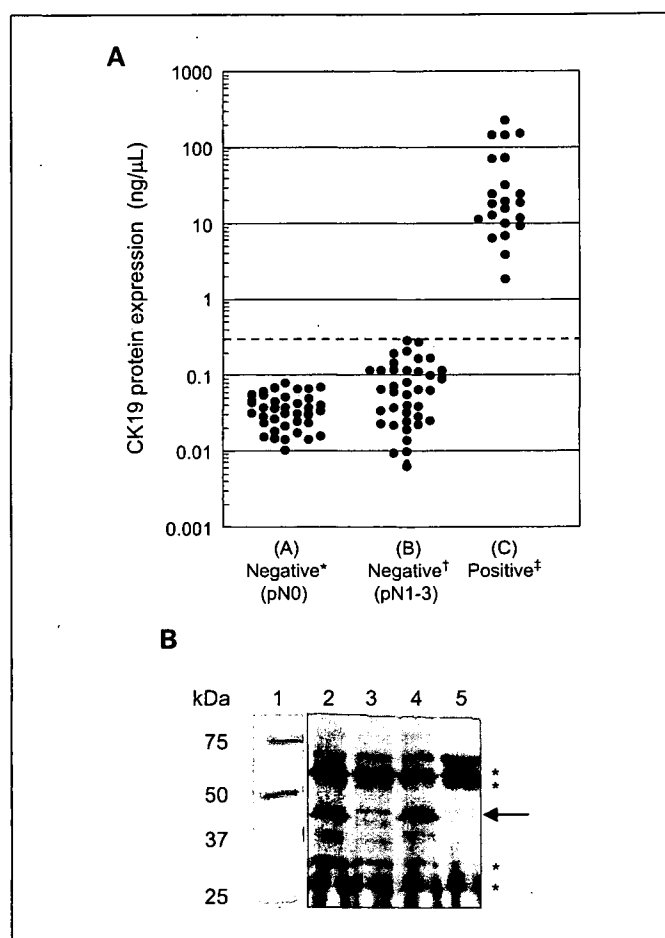 A
CK19 protein expression (ng/μL)
1000
100
10
1
0.1
0.01
0.001
(A) (B) (C)
Negative* Negative† Positive‡
(pN0) (pN1-3)
B
kDa 1 2 3 4 5
75
50
37
25
*
*
*
*